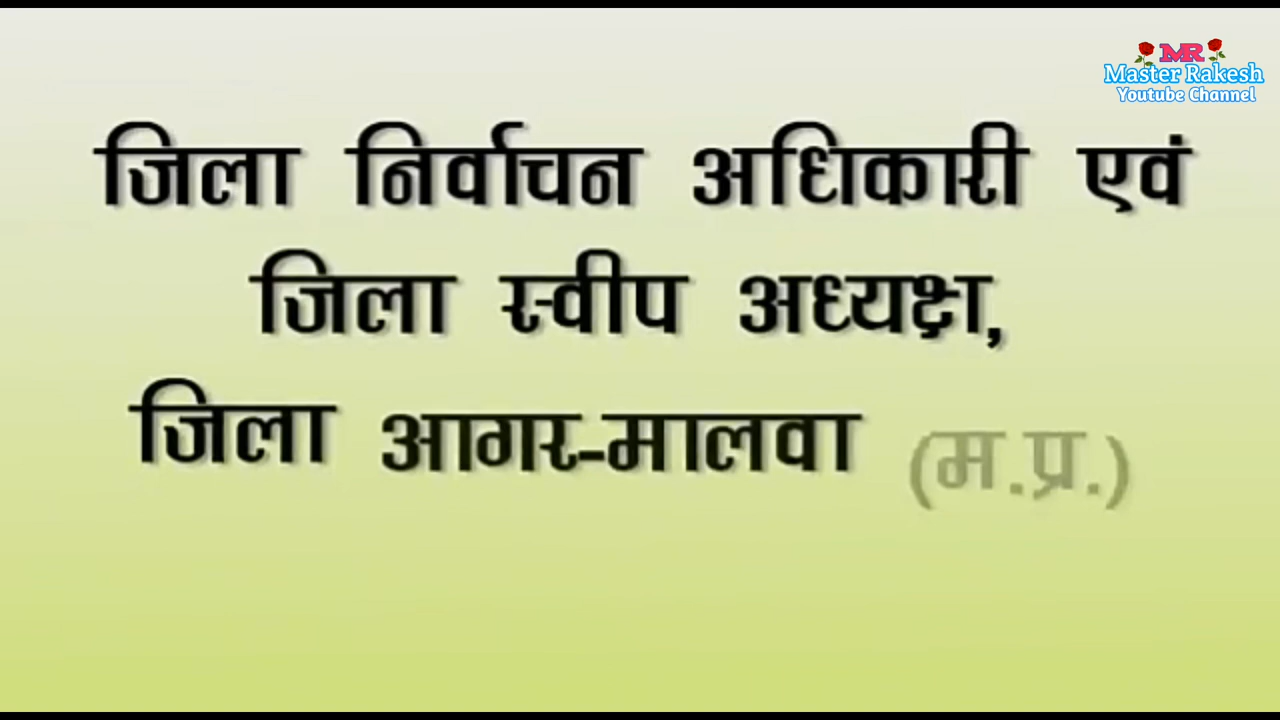 MR
Master Rakesh
Youtube Channel
जिला निर्वाचन अधिकारी एवं
जिला स्वीप अध्यक्ष,
जिला आगर-मालवा (म.प्र.)